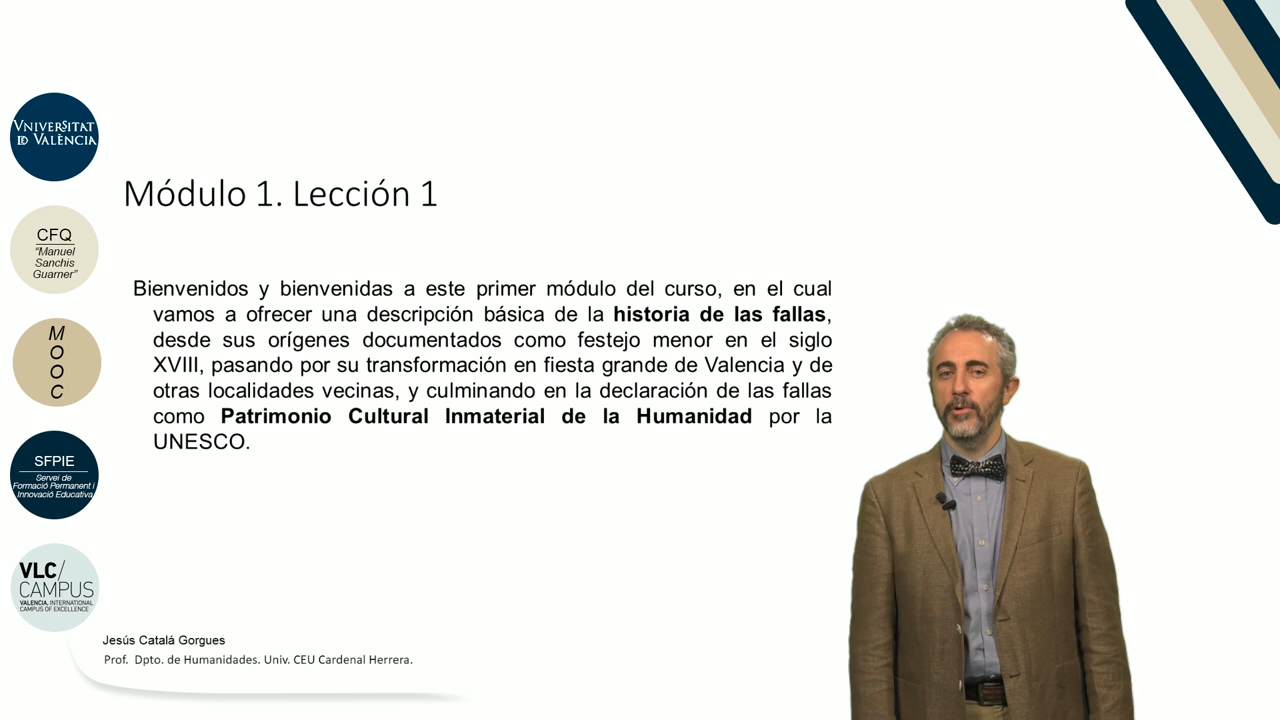 VNIVERSITAT
ID VALÈNCIA
CFQ
"Manuel
Sanchis
Guarner"
M
O
O
C
SFPIE
Servei de
Formació Permanent i
Innovació Educativa
VLC/
CAMPUS
VALENCIA, INTERNATIONAL
CAMPUS OF EXCELLENCE
Módulo 1. Lección 1
Bienvenidos y bienvenidas a este primer módulo del curso, en el cual
vamos a ofrecer una descripción básica de la historia de las fallas,
desde sus orígenes documentados como festejo menor en el siglo
XVIII, pasando por su transformación en fiesta grande de Valencia y de
otras localidades vecinas, y culminando en la declaración de las fallas
como Patrimonio Cultural Inmaterial de la Humanidad por la
UNESCO.
Jesús Catalá Gorgues
Prof. Dpto. de Humanidades. Univ. CEU Cardenal Herrera.